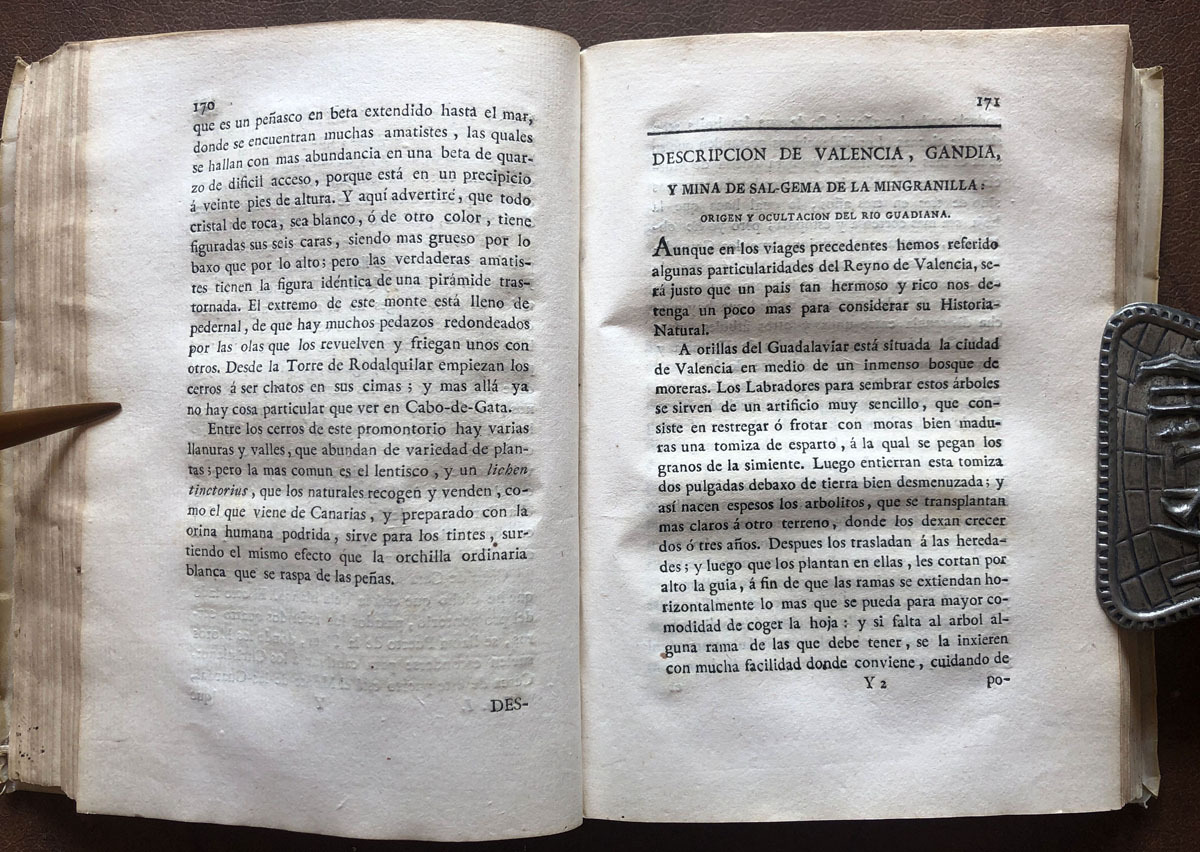 170
que es un peñasco en beta extendido hasta el mar,
donde se encuentran muchas amatistes, las quales
se hallan con mas abundancia en una beta de quar-
zo de dificil acceso, porque está en un precipicio
á veinte pies de altura. Y aquí advertiré, que todo
cristal de roca, sea blanco, ó de otro color, tiene
figuradas sus seis caras, siendo mas grueso por lo
baxo que por lo alto; pero las verdaderas amatis-
tes tienen la figura idéntica de una pirámide tras-
tornada. El extremo de este monte está lleno de
pedernal, de que hay muchos pedazos redondeados
por las olas que los revuelven y friegan unos con
otros. Desde la Torre de Rodalquilar empiezan los
cerros á ser chatos en sus cimas; y mas allá ya
no hay cosa particular que ver en Cabo-de-Gata.
Entre los cerros de este promontorio hay varias
llanuras y valles, que abundan de variedad de plan-
tas; pero la mas comun es el lentisco, y un lichen
tinctorius, que los naturales recogen y venden, co-
mo el que viene de Canarias, y preparado con la
orina humana podrida, sirve para los tintes, sur-
tiendo el mismo efecto que la orchilla ordinaria
blanca que se raspa de las peñas.
DES-
171
DESCRIPCION DE VALENCIA, GANDIA,
Y MINA DE SAL-GEMA DE LA MINGRANILLA:
ORIGEN Y OCULTACION DEL RIO GUADIANA.
Aunque en los viages precedentes hemos referido
algunas particularidades del Reyno de Valencia, se-
rá justo que un pais tan hermoso y rico nos de-
tenga un poco mas para considerar su Historia
Natural.
A orillas del Guadalaviar está situada la ciudad
de Valencia en medio de un inmenso bosque de
moreras. Los Labradores para sembrar estos árboles
se sirven de un artificio muy sencillo, que con-
siste en restregar ó frotar con moras bien madu-
ras una tomiza de esparto, á la qual se pegan los
granos de la simiente. Luego entierran esta tomiza
dos pulgadas debaxo de tierra bien desmenuzada; y
así nacen espesos los arbolitos, que se transplantan
mas claros á otro terreno, donde los dexan crecer
dos ó tres años. Despues los trasladan á las hereda-
des; y luego que los plantan en ellas, les cortan por
alto la guia, á fin de que las ramas se extiendan ho-
rizontalmente lo mas que se pueda para mayor co-
modidad de coger la hoja: y si falta al arbol al-
guna rama de las que debe tener, se la inxieren
con mucha facilidad donde conviene, cuidando de
Y 2 po-